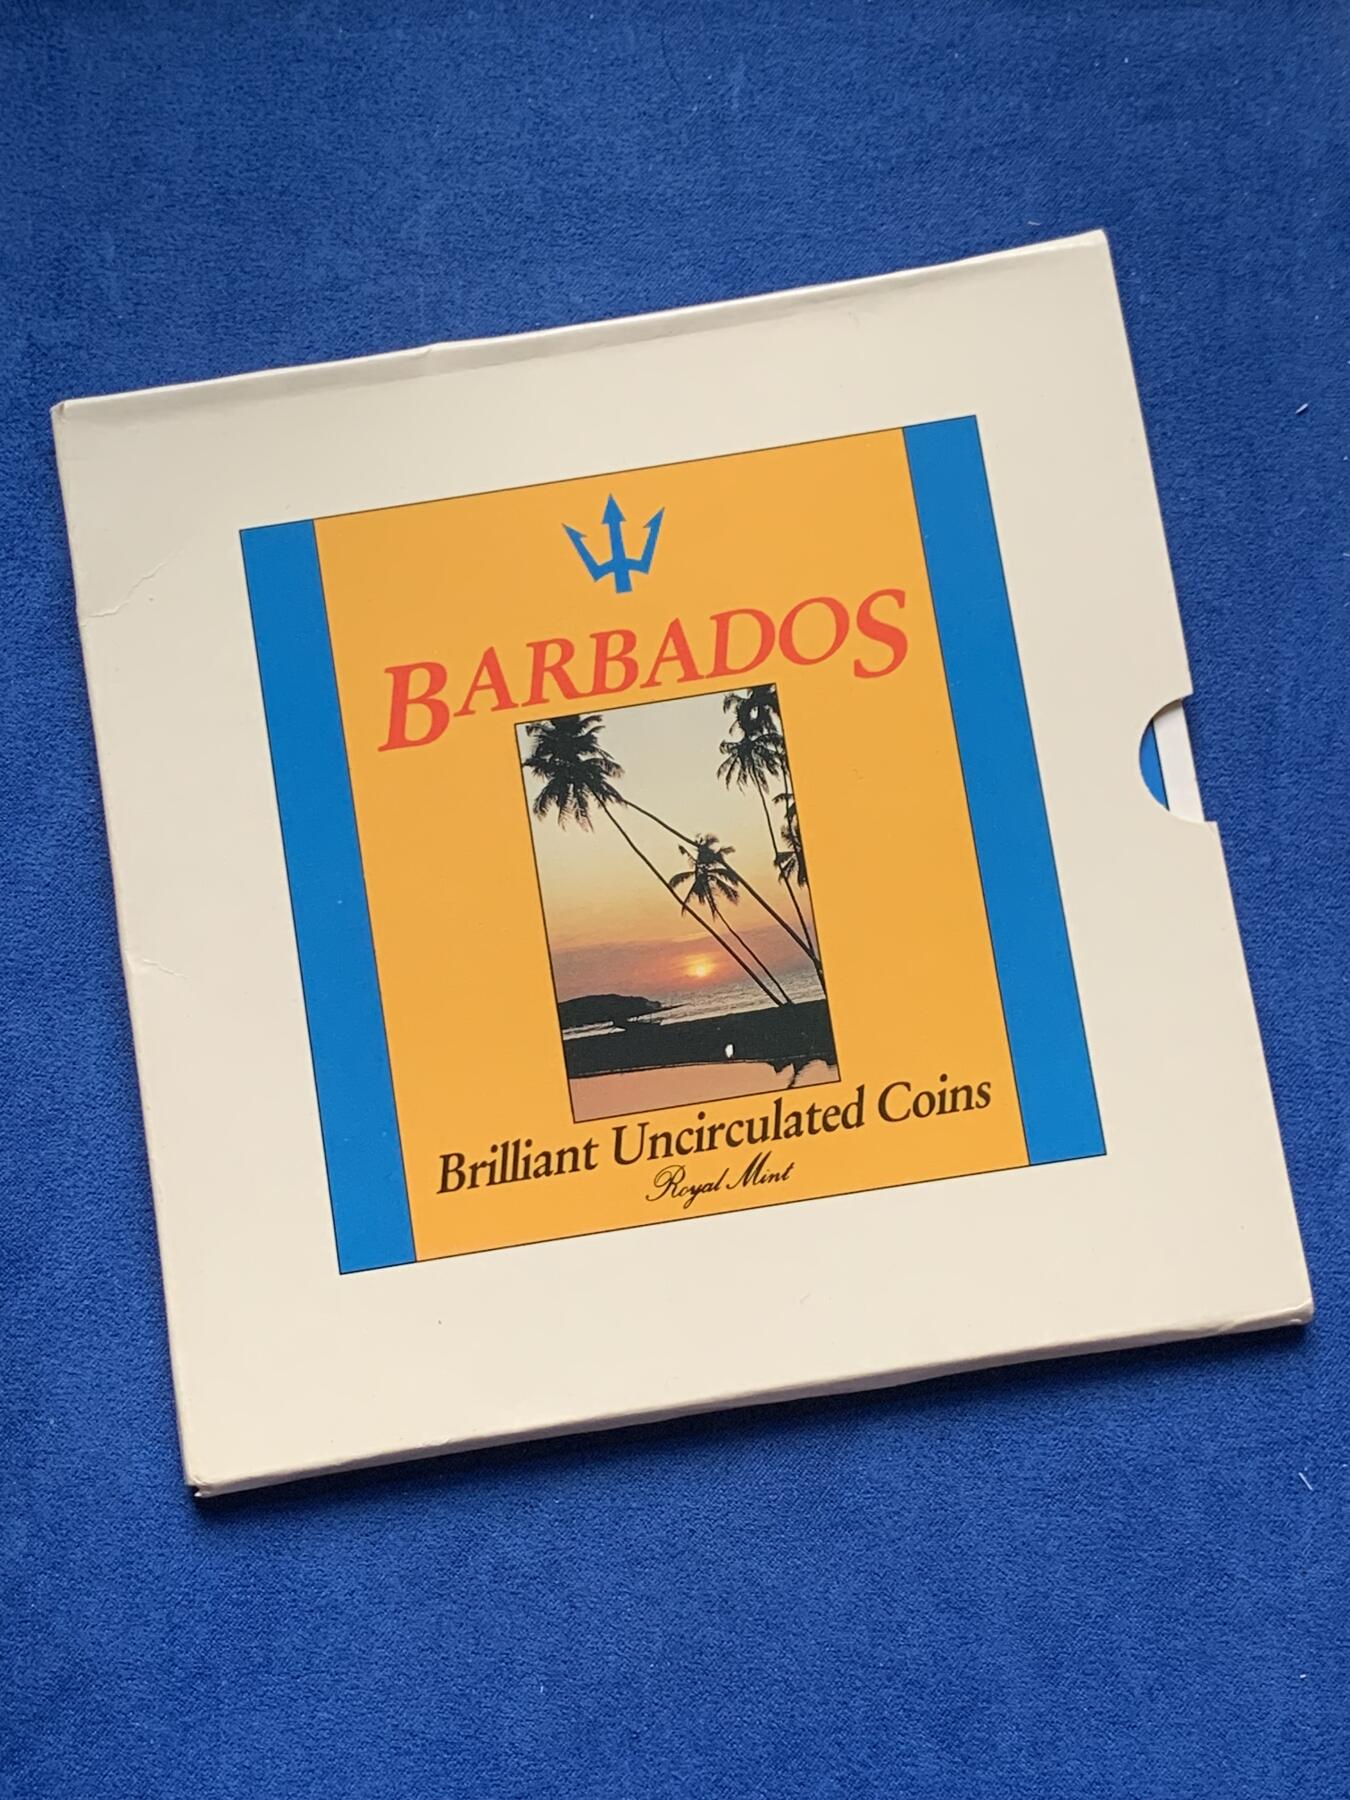 BARBADOS
Brilliant Uncirculated Coins
Royal Mint